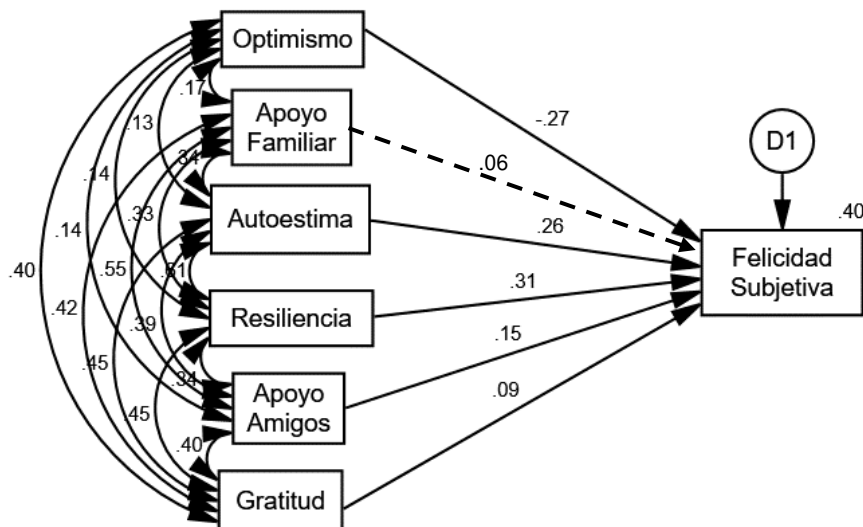 Optimismo
.17
-.27
Apoyo
Familiar
D1
.13
.34
.06
.14
.40
.33
Autoestima
.26
Felicidad
Subjetiva
.14
.40
.55
.61
.42
.31
Resiliencia
.39
.15
.45
.34
Apoyo
Amigos
.09
.45
.40
Gratitud